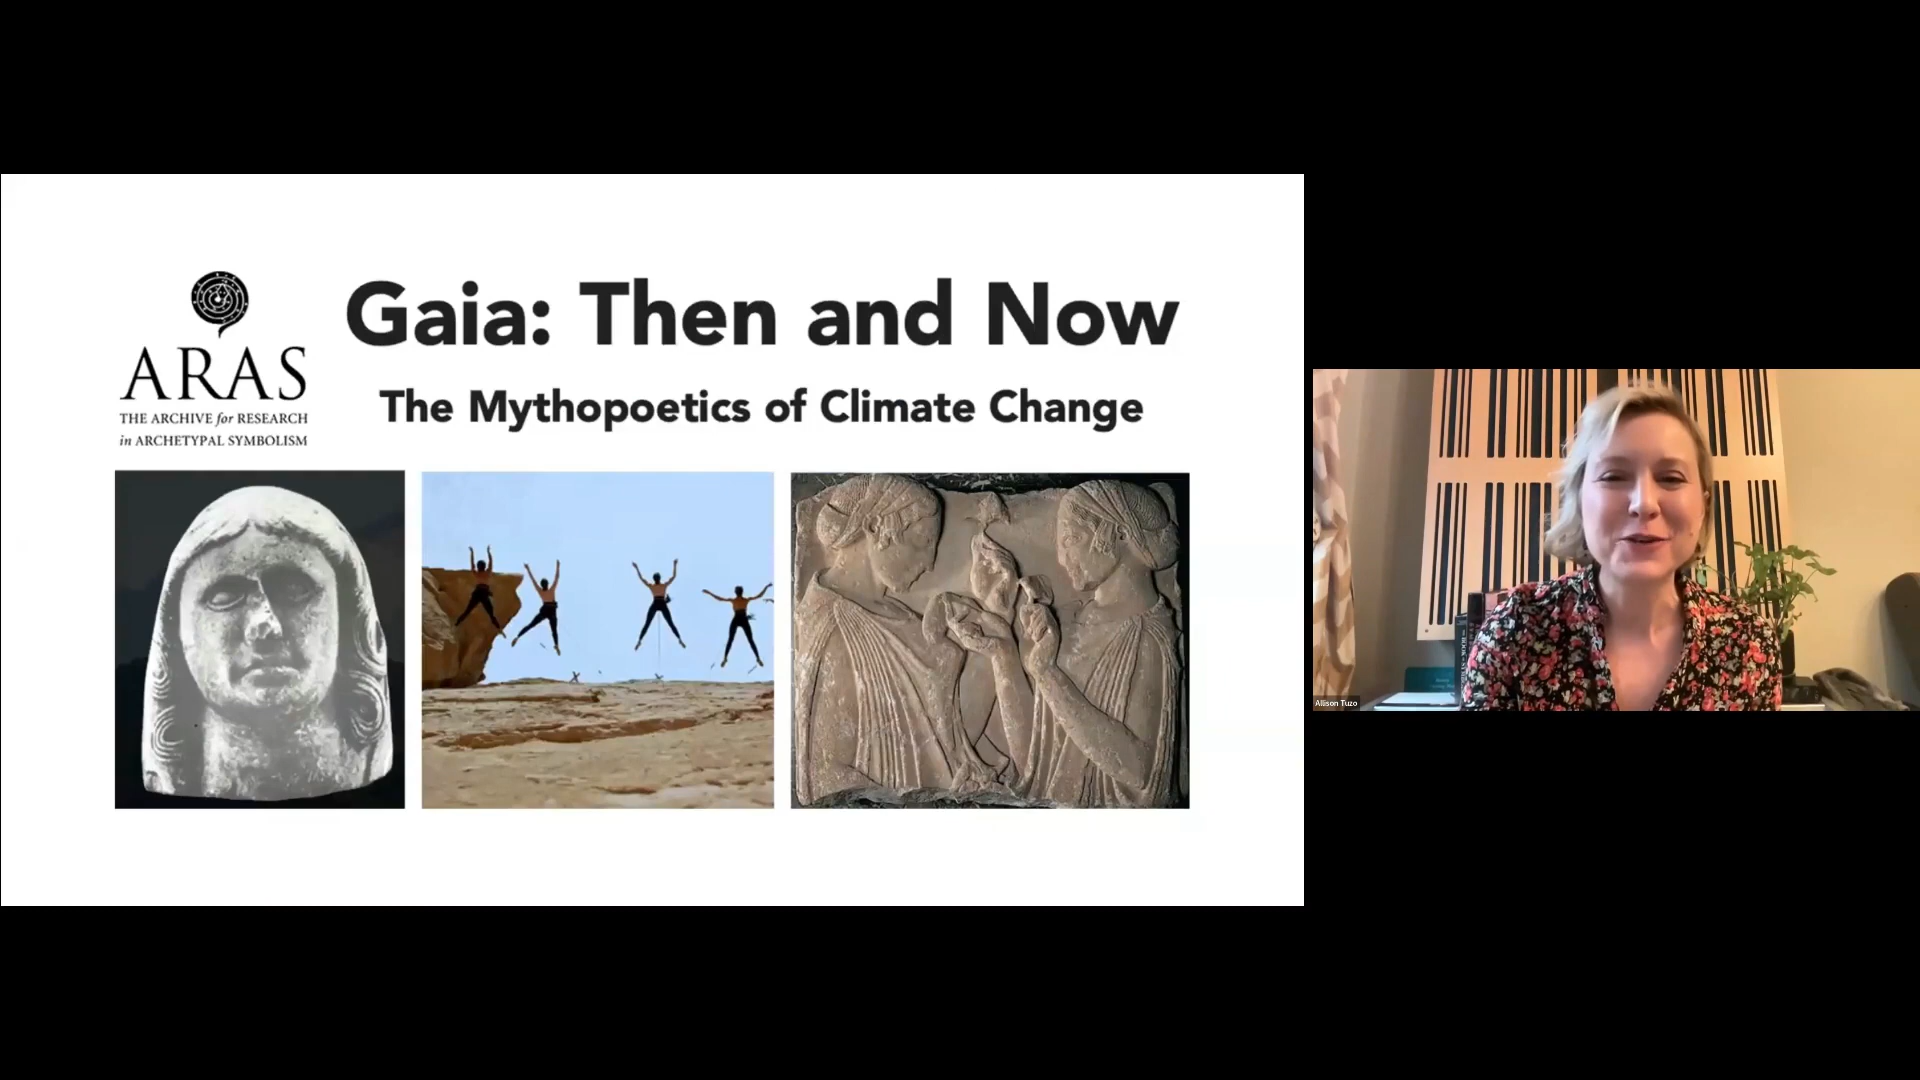 Gaia: Then and Now
The Mythopoetics of Climate Change
ARAS
THE ARCHIVE for RESEARCH
in ARCHETYPAL SYMBOLISM
Allison Tuzo